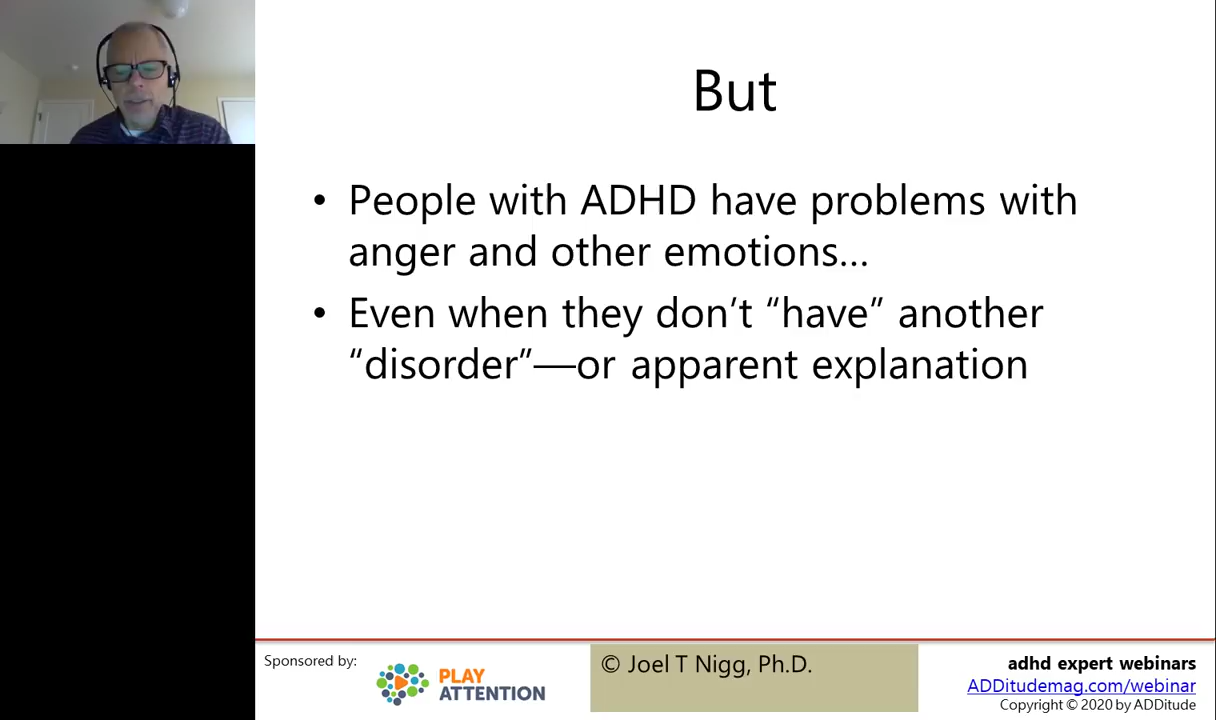 But
• People with ADHD have problems with
anger and other emotions…
• Even when they don’t “have” another
“disorder”—or apparent explanation
Sponsored by:
PLAY
ATTENTION
© Joel T Nigg, Ph.D.
adhd expert webinars
ADDitudemag.com/webinar
Copyright © 2020 by ADDitude